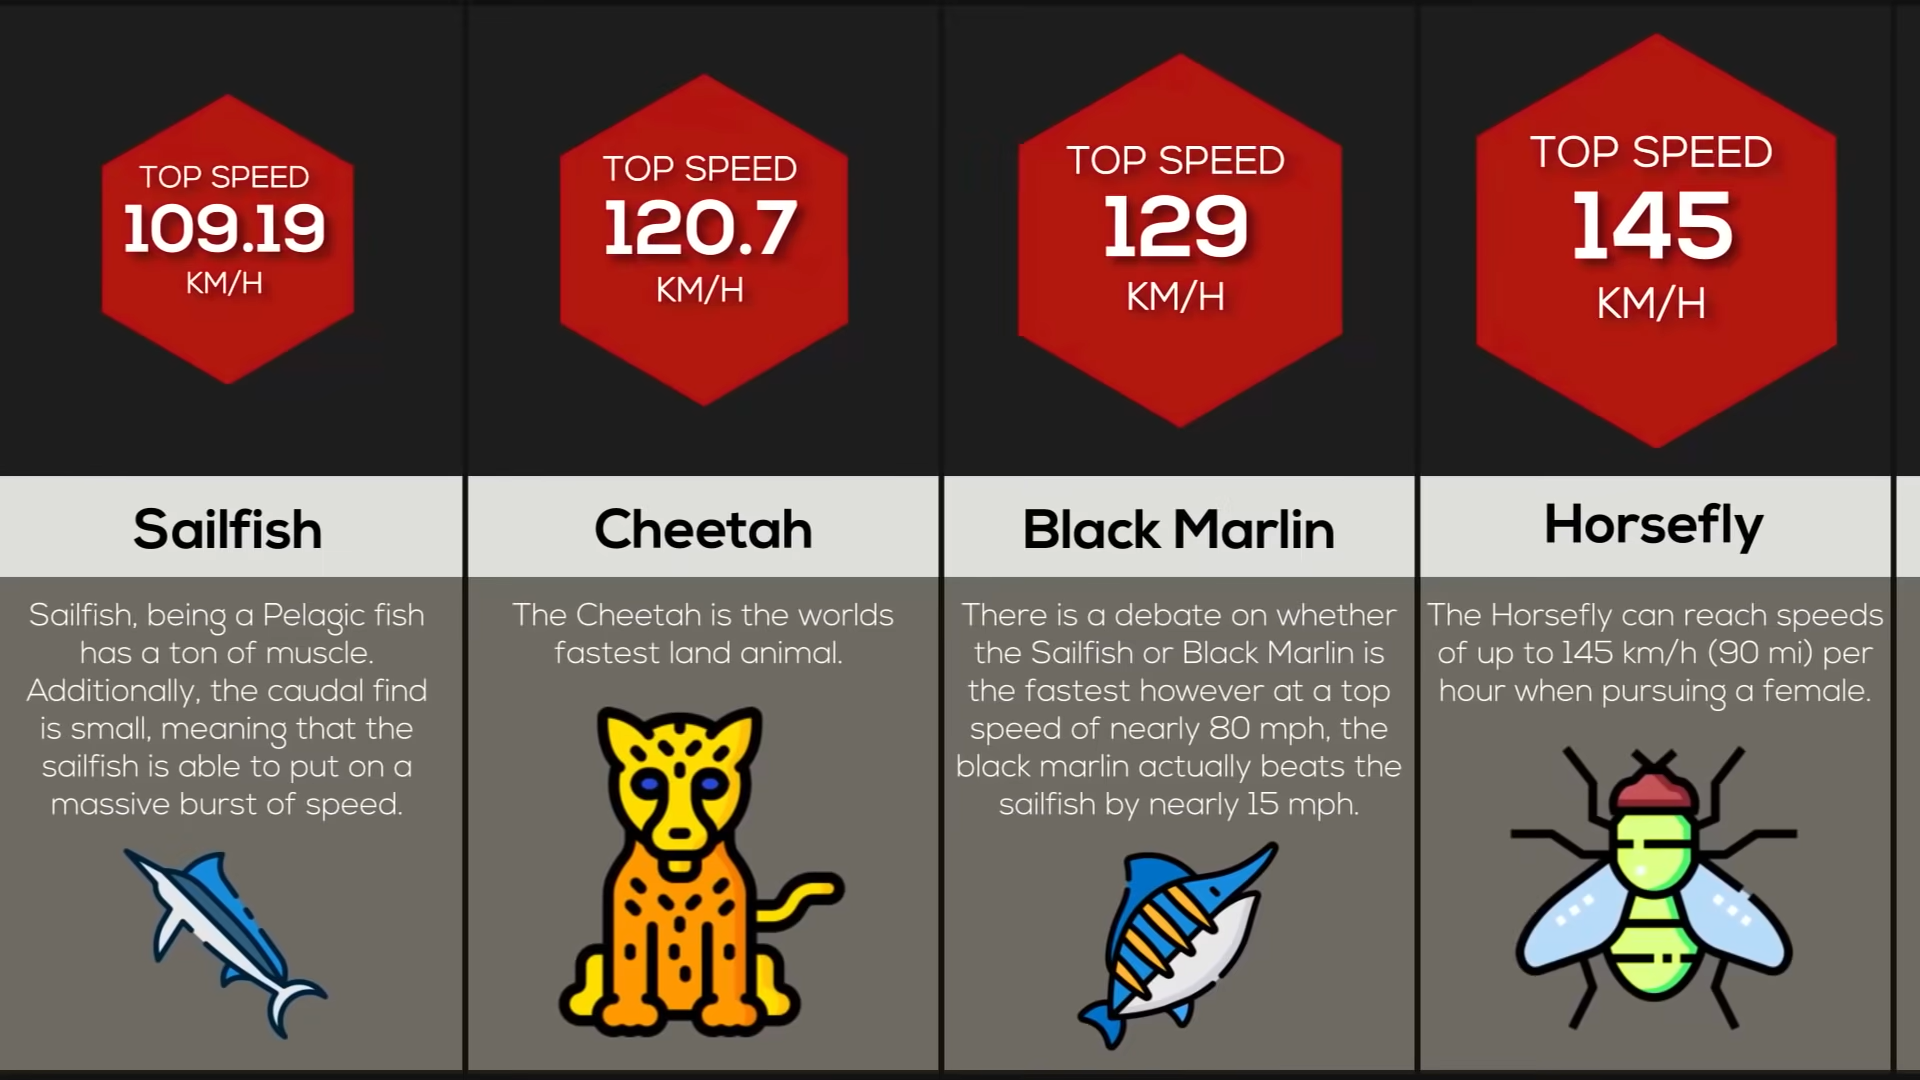 TOP SPEED
109.19
KM/H
Sailfish
Sailfish, being a Pelagic fish
has a ton of muscle.
Additionally, the caudal find
is small, meaning that the
sailfish is able to put on a
massive burst of speed.
TOP SPEED
120.7
KM/H
Cheetah
The Cheetah is the worlds
fastest land animal.
TOP SPEED
129
KM/H
Black Marlin
There is a debate on whether
the Sailfish or Black Marlin is
the fastest however at a top
speed of nearly 80 mph, the
black marlin actually beats the
sailfish by nearly 15 mph.
TOP SPEED
145
KM/H
Horsefly
The Horsefly can reach speeds
of up to 145 km/h (90 mi) per
hour when pursuing a female.